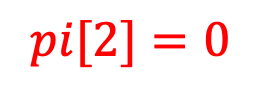 pi[2] = 0